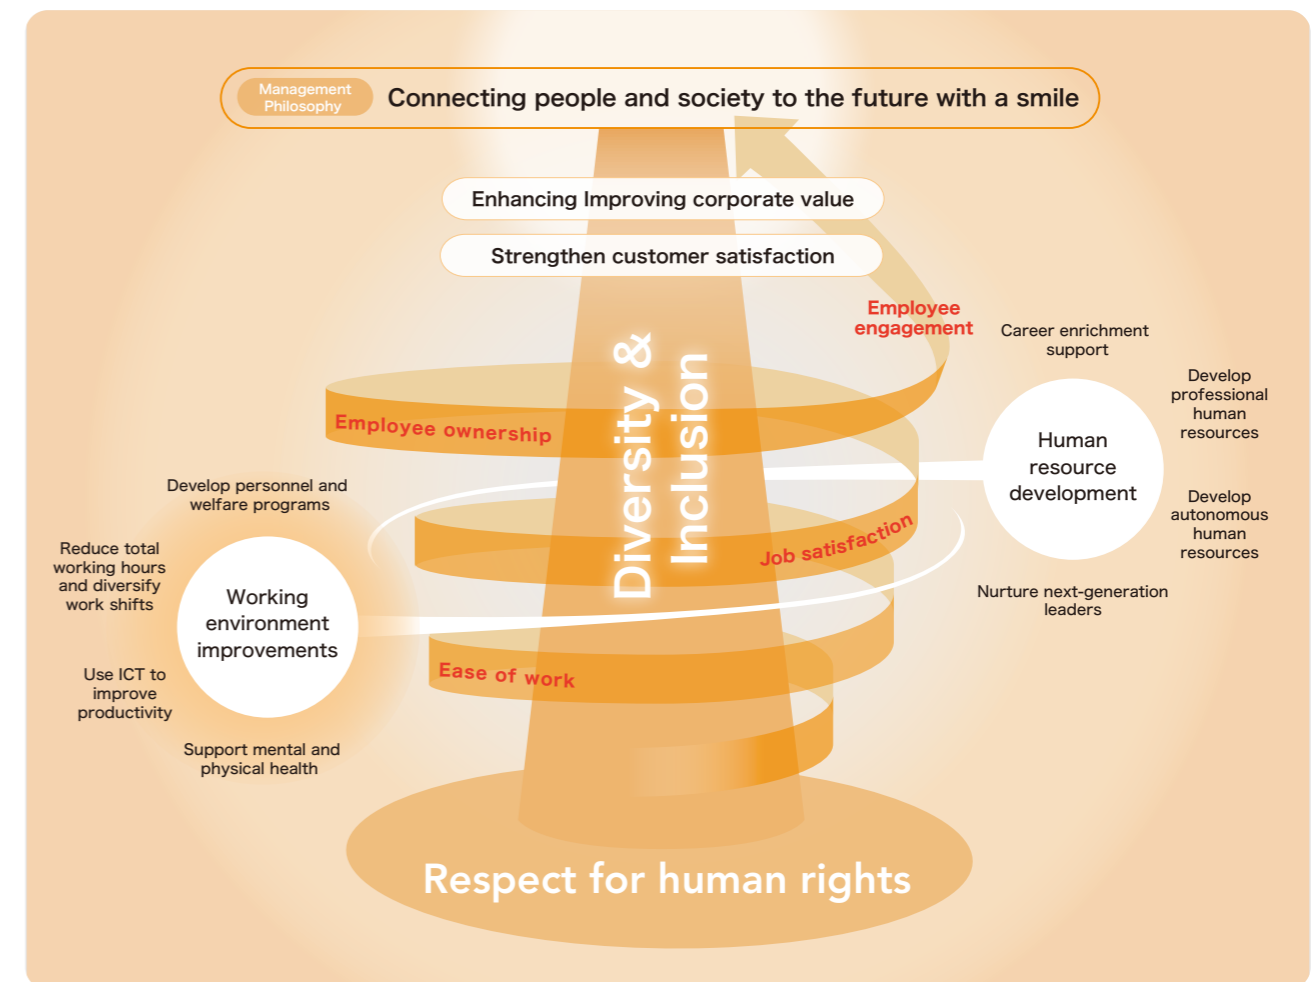 Management
Philosophy
Connecting people and society to the future with a smile
Enhancing Improving corporate value
Strengthen customer satisfaction
Employee
engagement
Employee ownership
Diversity &
Inclusion
Job satisfaction
Ease of work
Career enrichment
support
Develop
professional
human
resources
Human
resource
development
Develop
autonomous
human
resources
Nurture next-generation
leaders
Develop personnel and
welfare programs
Reduce total
working hours
and diversify
work shifts
Working
environment
improvements
Use ICT to
improve
productivity
Support mental and
physical health
Respect for human rights